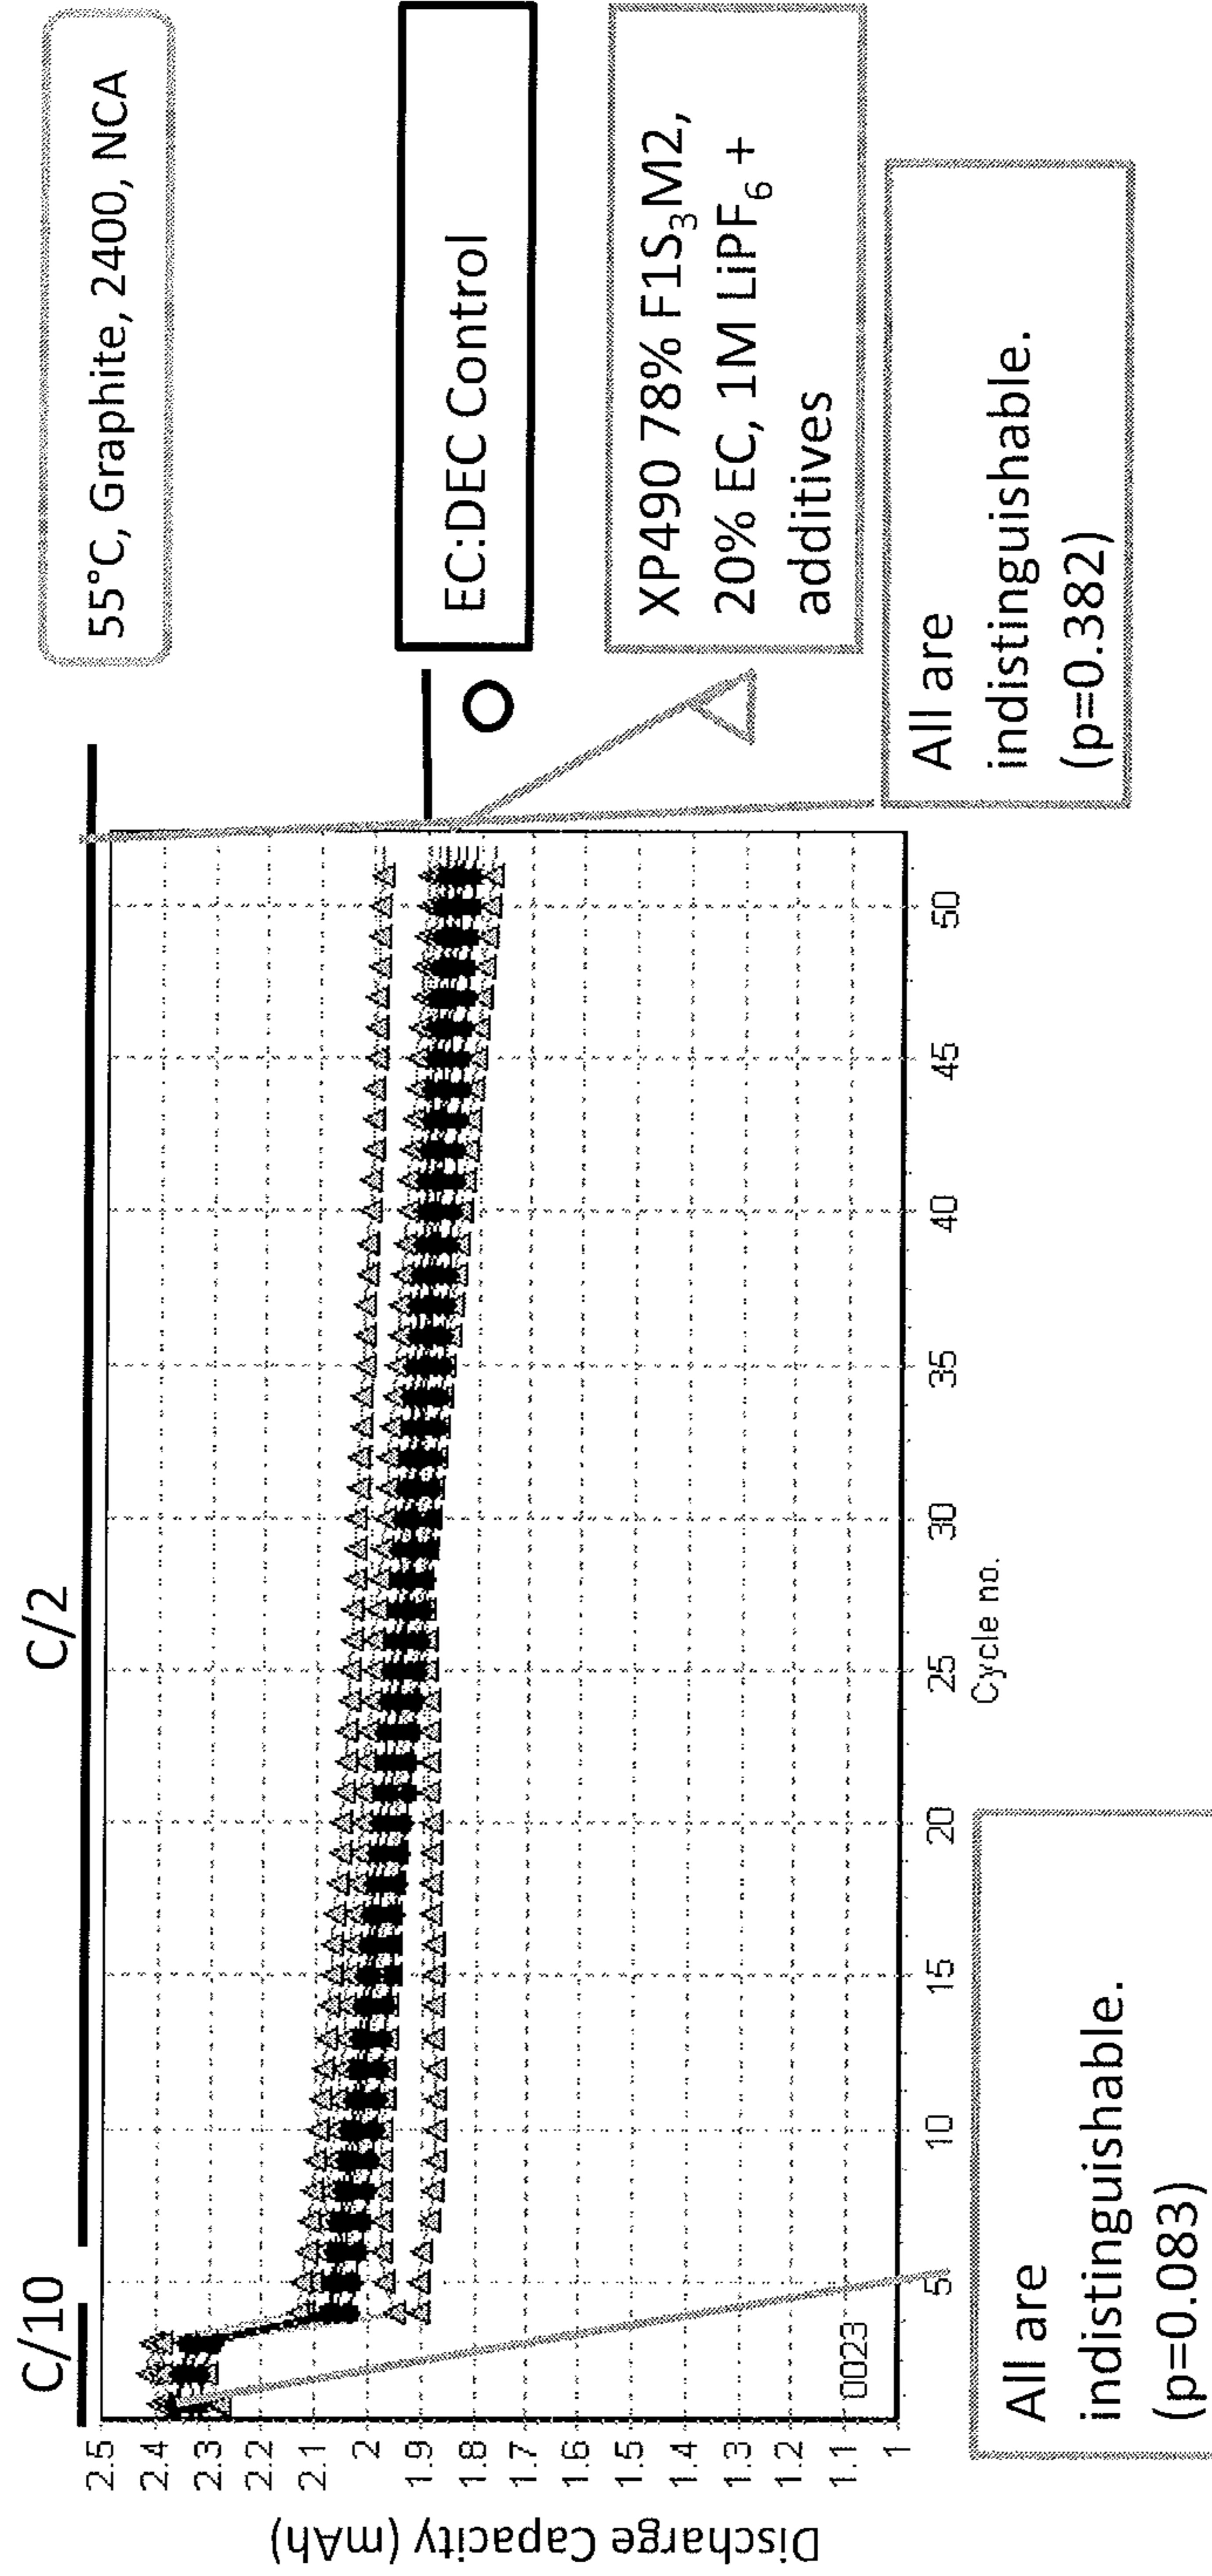 C/10
C/2
55°C, Graphite, 2400, NCA
Discharge Capacity (mAh)
2.5
2.4
2.3
2.2
2.1
2
1.9
1.8
1.7
1.6
1.5
1.4
1.3
1.2
1.1
1
0023
5
10
15
20
25
30
35
40
45
50
Cycle no.
EC:DEC Control
XP490 78% F1S₃M2,
20% EC, 1M LiPF₆ +
additives
All are
indistinguishable.
(p=0.382)
All are
indistinguishable.
(p=0.083)